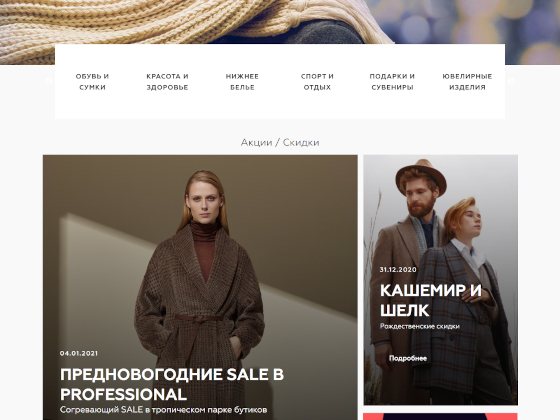 ОБУВЬ И СУМКИ
КРАСОТА И ЗДОРОВЬЕ
НИЖНЕЕ БЕЛЬЕ
СПОРТ И ОТДЫХ
ПОДАРКИ И СУВЕНИРЫ
ЮВЕЛИРНЫЕ ИЗДЕЛИЯ
Акции / Скидки
04.01.2021
ПРЕДНОВОГОДНИЕ SALE В
PROFESSIONAL
Согревающий SALE в тропическом парке бутиков
31.12.2020
КАШЕМИР И
ШЕЛК
Рождественские скидки
Подробнее